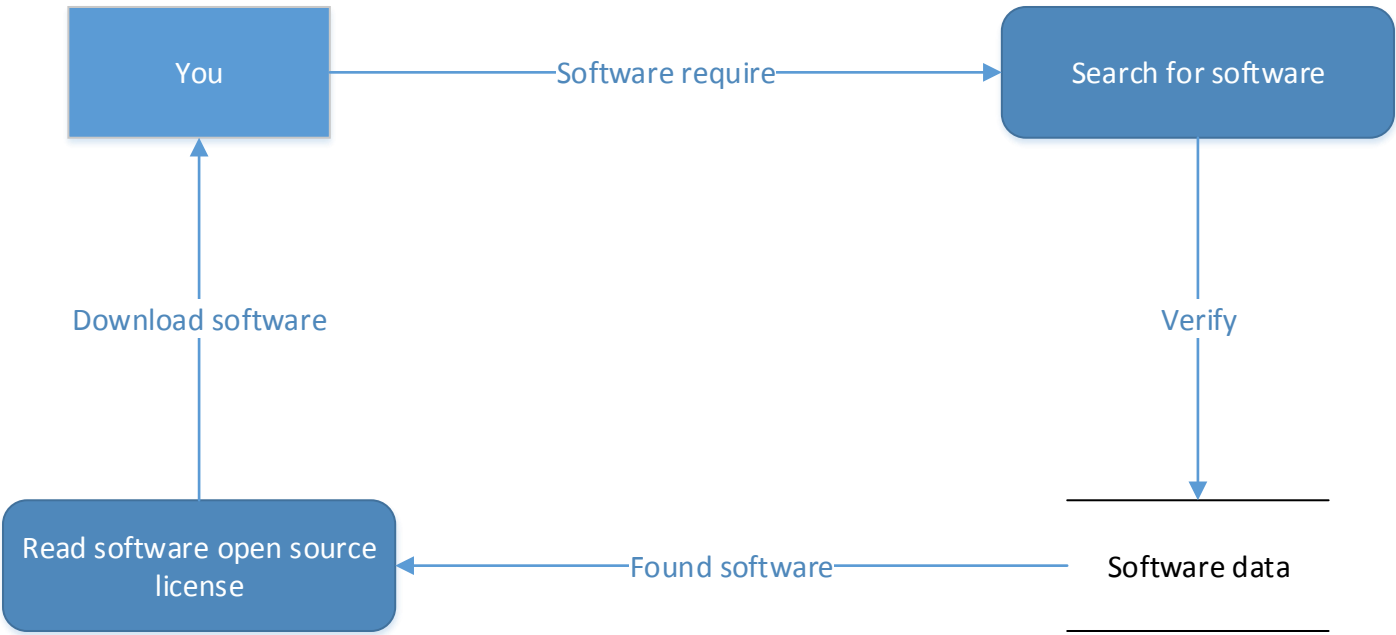 You
Software require
Search for software
Download software
Verify
Read software open source
license
Found software
Software data